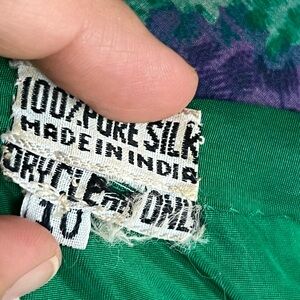 100% PURE SILK
MADE IN INDIA
DRY CLEAN ONLY
10